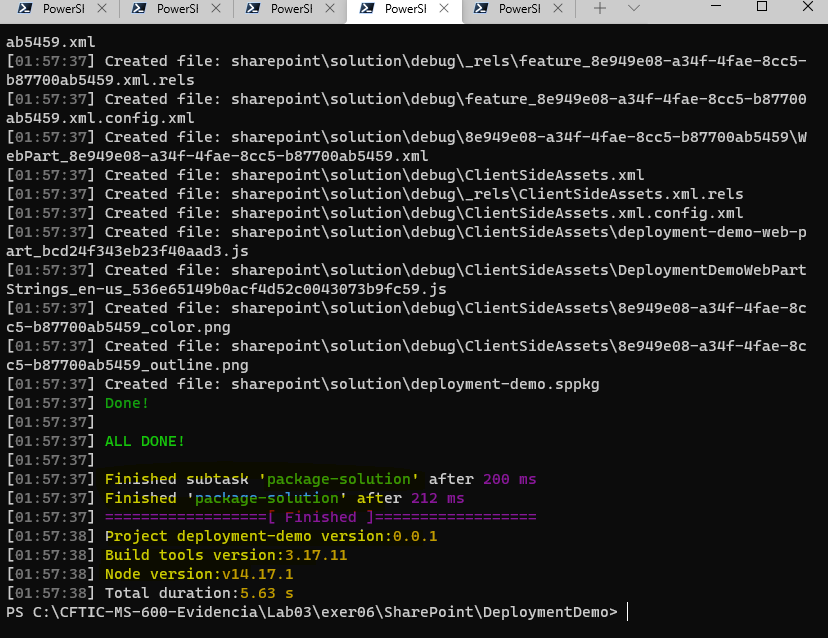 PowerSl PowerSl PowerSl PowerSl PowerSl
ab5459.xml
[01:57:37] Created file: sharepoint\solution\debug\_rels\feature_8e949e08-a34f-4fae-8cc5-
b87700ab5459.xml.rels
[01:57:37] Created file: sharepoint\solution\debug\feature_8e949e08-a34f-4fae-8cc5-b87700
ab5459.xml.config.xml
[01:57:37] Created file: sharepoint\solution\debug\8e949e08-a34f-4fae-8cc5-b87700ab5459\W
ebPart_8e949e08-a34f-4fae-8cc5-b87700ab5459.xml
[01:57:37] Created file: sharepoint\solution\debug\ClientSideAssets.xml
[01:57:37] Created file: sharepoint\solution\debug\_rels\ClientSideAssets.xml.rels
[01:57:37] Created file: sharepoint\solution\debug\ClientSideAssets.xml.config.xml
[01:57:37] Created file: sharepoint\solution\debug\ClientSideAssets\deployment-demo-web-p
art_bcd24f343eb23f40aad3.js
[01:57:37] Created file: sharepoint\solution\debug\ClientSideAssets\DeploymentDemoWebPart
Strings_en-us_536e65149b0acf4d52c0043073b9fc59.js
[01:57:37] Created file: sharepoint\solution\debug\ClientSideAssets\8e949e08-a34f-4fae-8c
c5-b87700ab5459_color.png
[01:57:37] Created file: sharepoint\solution\debug\ClientSideAssets\8e949e08-a34f-4fae-8c
c5-b87700ab5459_outline.png
[01:57:37] Created file: sharepoint\solution\deployment-demo.sppkg
[01:57:37] Done!
[01:57:37]
[01:57:37] ALL DONE!
[01:57:37]
[01:57:37] Finished subtask 'package-solution' after 200 ms
[01:57:37] Finished 'package-solution' after 212 ms
[01:57:37] ==================[ Finished ]==================
[01:57:38] Project deployment-demo version:0.0.1
[01:57:38] Build tools version:3.17.11
[01:57:38] Node version:v14.17.1
[01:57:38] Total duration:5.63 s
PS C:\CFTIC-MS-600-Evidencia\Lab03\exer06\SharePoint\DeploymentDemo>